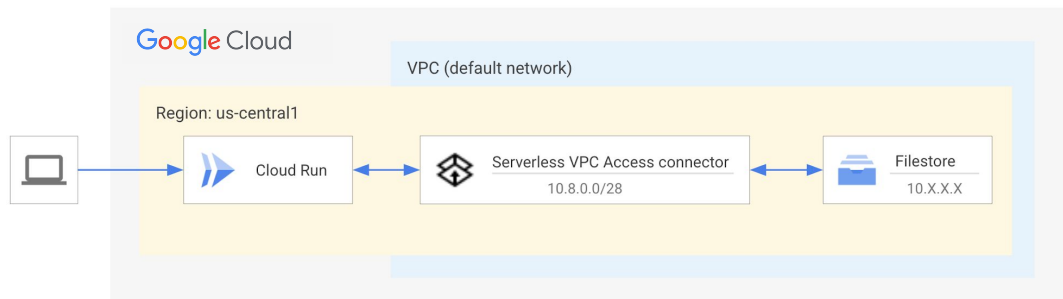 Google Cloud
VPC (default network)
Region: us-central1
Cloud Run
Serverless VPC Access connector
10.8.0.0/28
Filestore
10.X.X.X